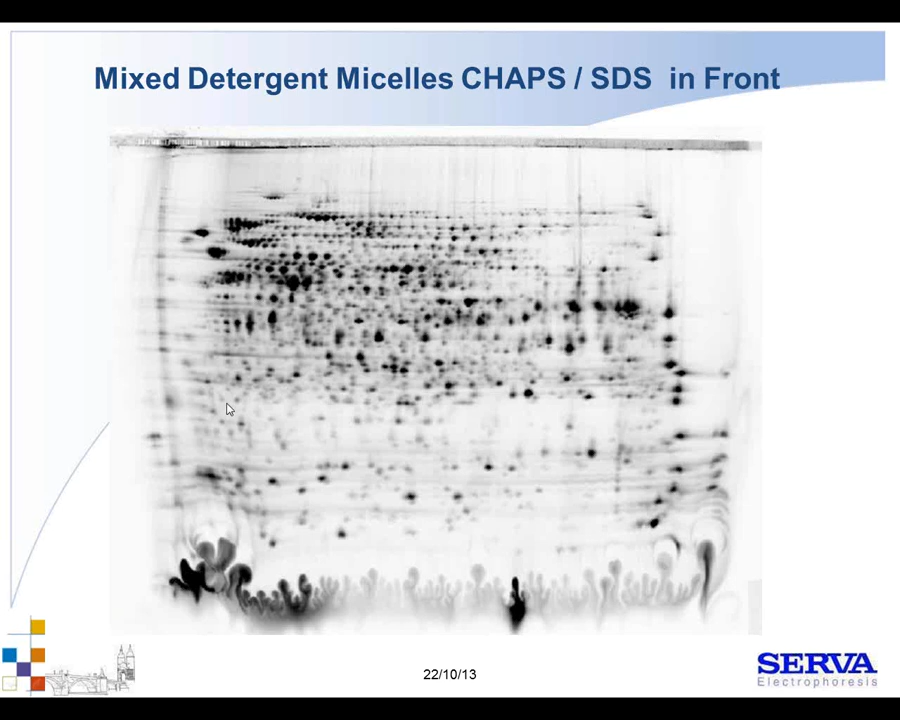 Mixed Detergent Micelles CHAPS / SDS in Front
22/10/13
SERVA
Electrophoresis